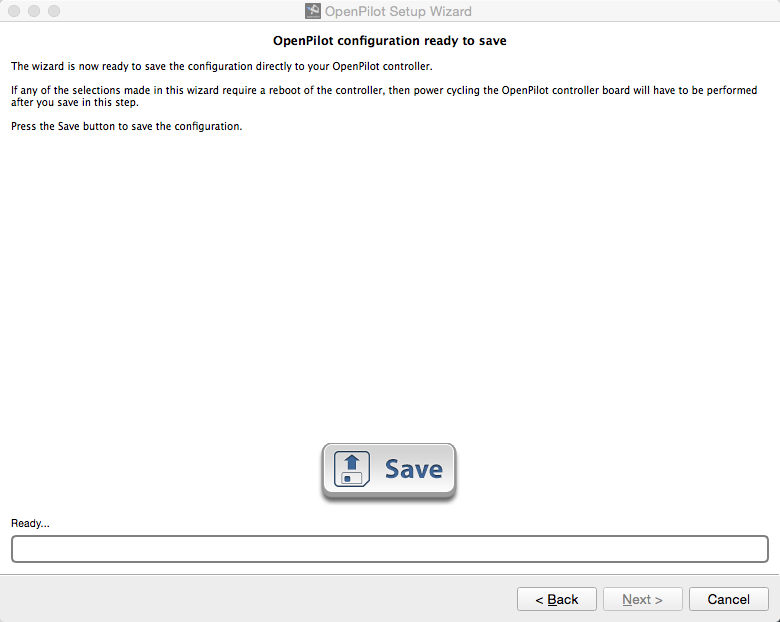 OpenPilot Setup Wizard
OpenPilot configuration ready to save
The wizard is now ready to save the configuration directly to your OpenPilot controller.
If any of the selections made in this wizard require a reboot of the controller, then power cycling the OpenPilot controller board will have to be performed
after you save in this step.
Press the Save button to save the configuration.
Save
Ready...
< Back
Next >
Cancel